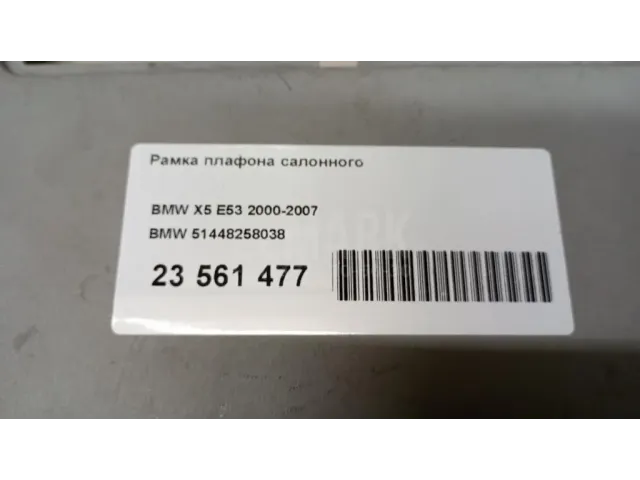 Рамка плафона салонного
BMW X5 E53 2000-2007
BMW 51448258038
23 561 477